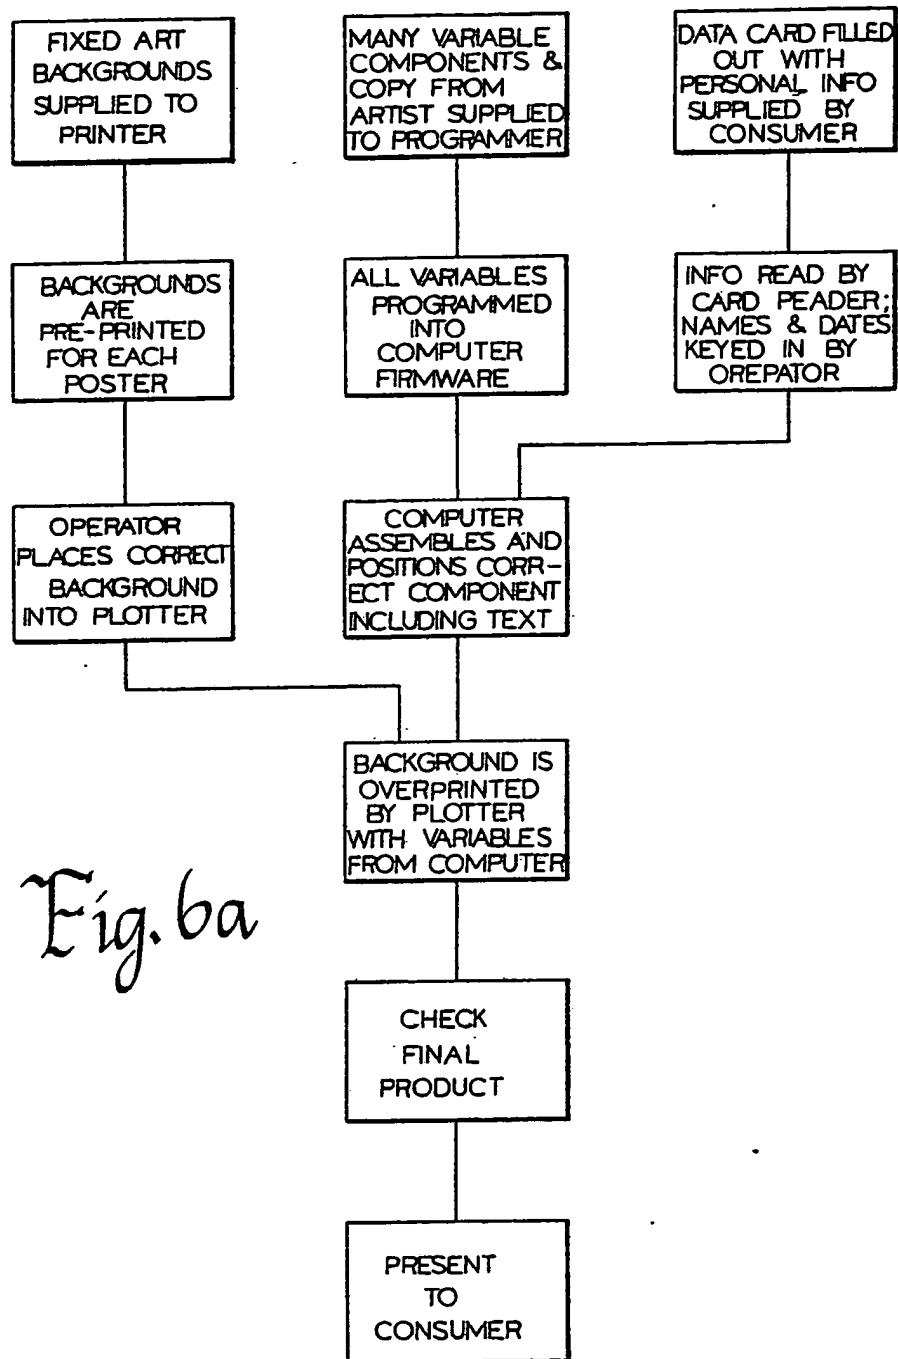 FIXED ART
BACKGROUNDS
SUPPLIED TO
PRINTER
MANY VARIABLE
COMPONENTS &
COPY FROM
ARTIST SUPPLIED
TO PROGRAMMER
DATA CARD FILLED
OUT WITH
PERSONAL INFO
SUPPLIED BY
CONSUMER
BACKGROUNDS
ARE
PRE-PRINTED
FOR EACH
POSTER
ALL VARIABLES
PROGRAMMED
INTO
COMPUTER
FIRMWARE
INFO READ BY
CARD PEADER;
NAMES & DATES
KEYED IN BY
OREPATOR
OPERATOR
PLACES CORRECT
BACKGROUND
INTO PLOTTER
COMPUTER
ASSEMBLES AND
POSITIONS CORR-
ECT COMPONENT
INCLUDING TEXT
BACKGROUND IS
OVERPRINTED
BY PLOTTER
WITH VARIABLES
FROM COMPUTER
Fig. 6a
CHECK
FINAL
PRODUCT
PRESENT
TO
CONSUMER